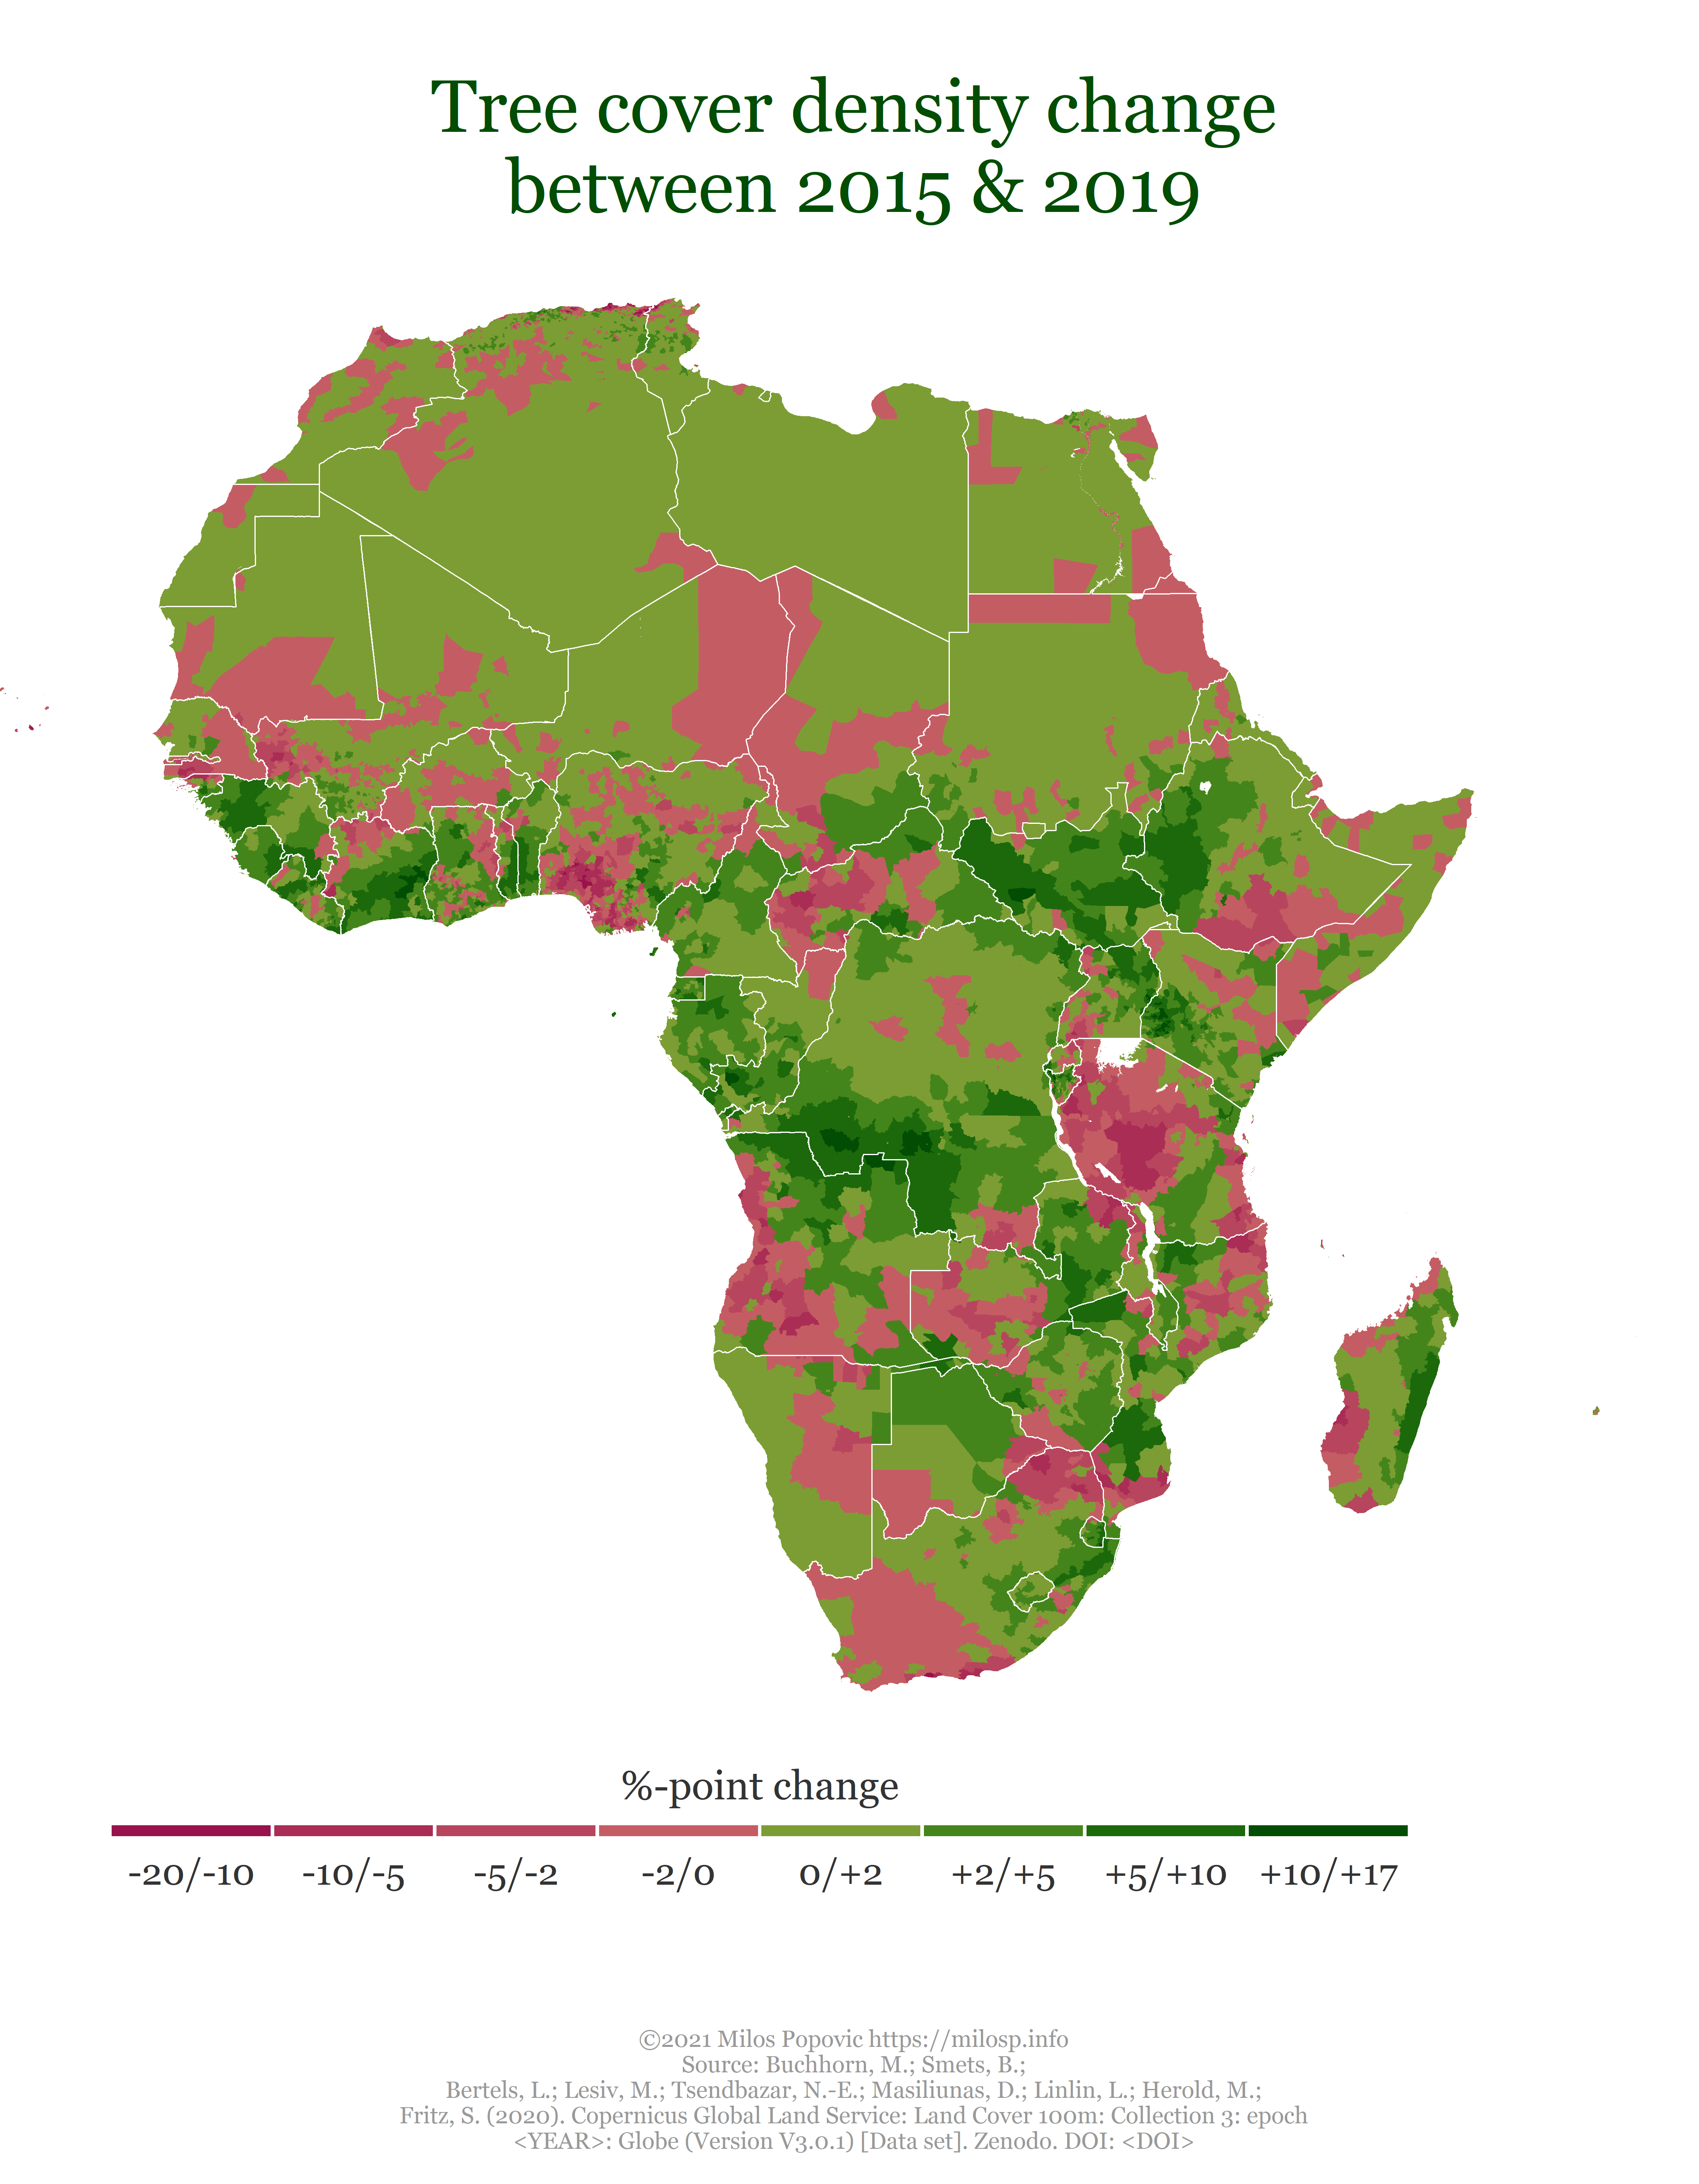 Tree cover density change
between 2015 & 2019
%-point change
-20/-10 -10/-5 -5/-2 -2/0 0/+2 +2/+5 +5/+10 +10/+17
©2021 Milos Popovic https://milosp.info
Source: Buchhorn, M.; Smets, B.;
Bertels, L.; Lesiv, M.; Tsendbazar, N.-E.; Masiliunas, D.; Linlin, L.; Herold, M.;
Fritz, S. (2020). Copernicus Global Land Service: Land Cover 100m: Collection 3: epoch
<YEAR>: Globe (Version V3.0.1) [Data set]. Zenodo. DOI: <DOI>